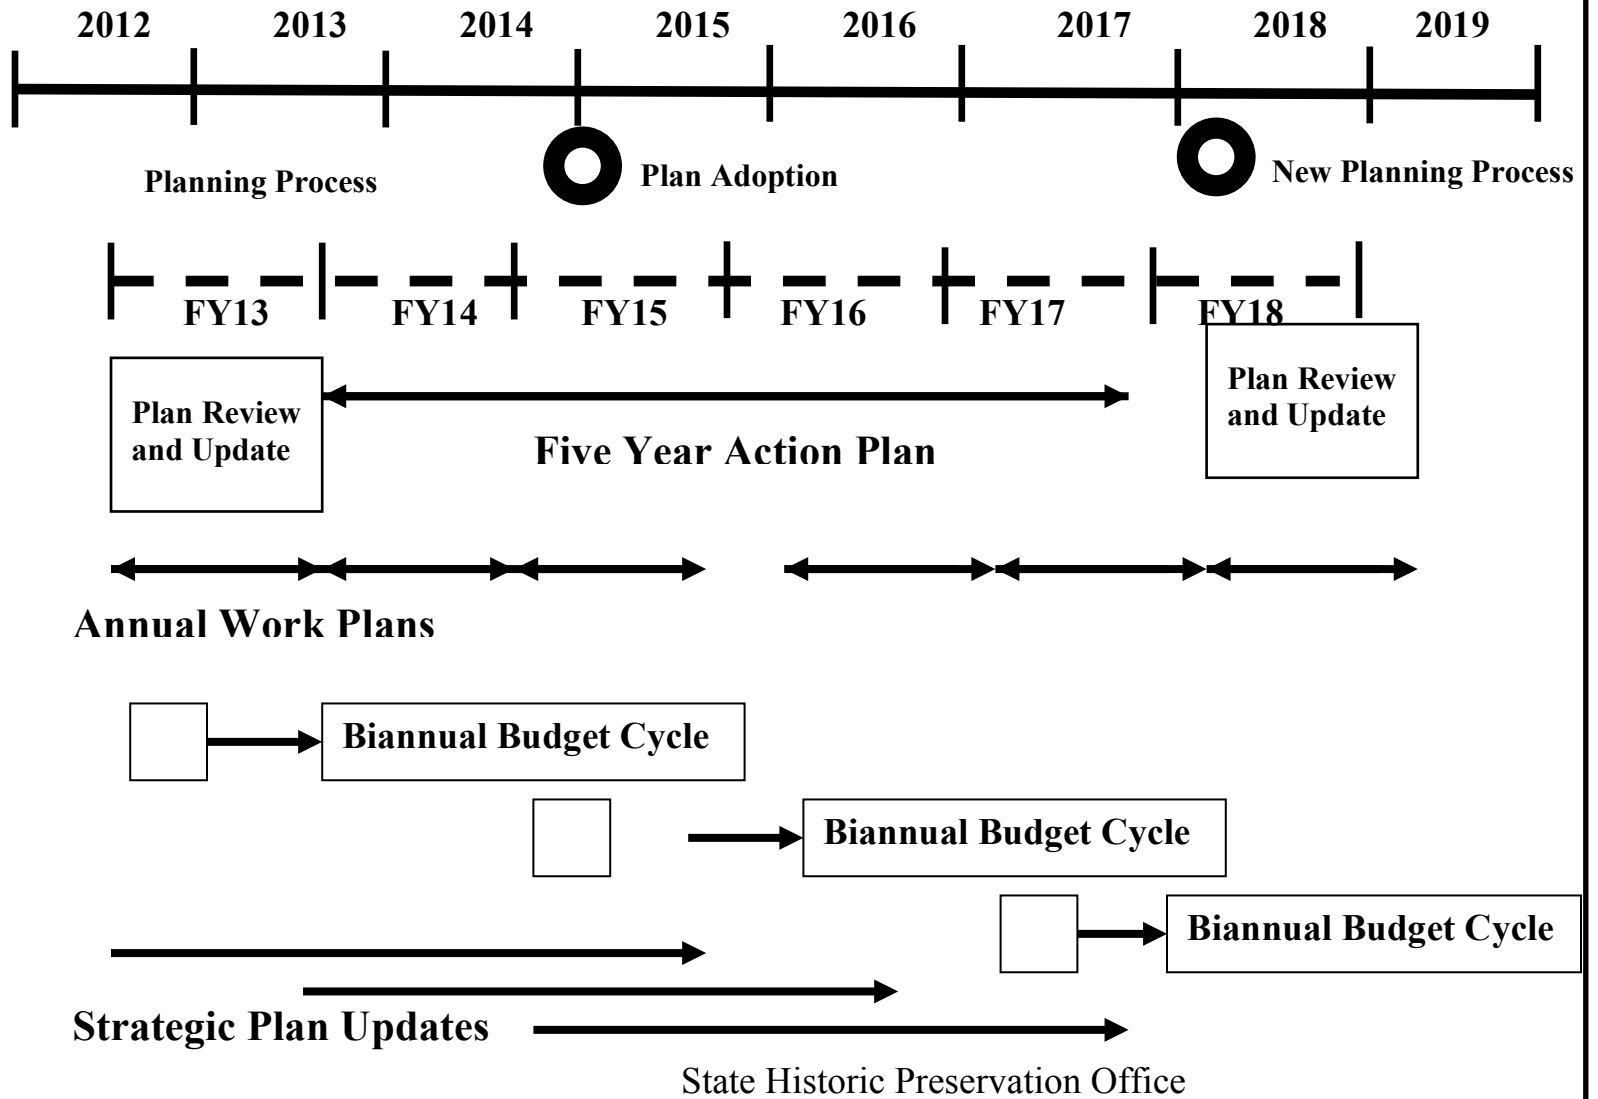 2012 2013 2014 2015 2016 2017 2018 2019
Planning Process
Plan Adoption
New Planning Process
FY13 FY14 FY15 FY16 FY17 FY18
Plan Review
and Update
Five Year Action Plan
Plan Review
and Update
Annual Work Plans
Biannual Budget Cycle
Biannual Budget Cycle
Biannual Budget Cycle
Strategic Plan Updates
State Historic Preservation Office